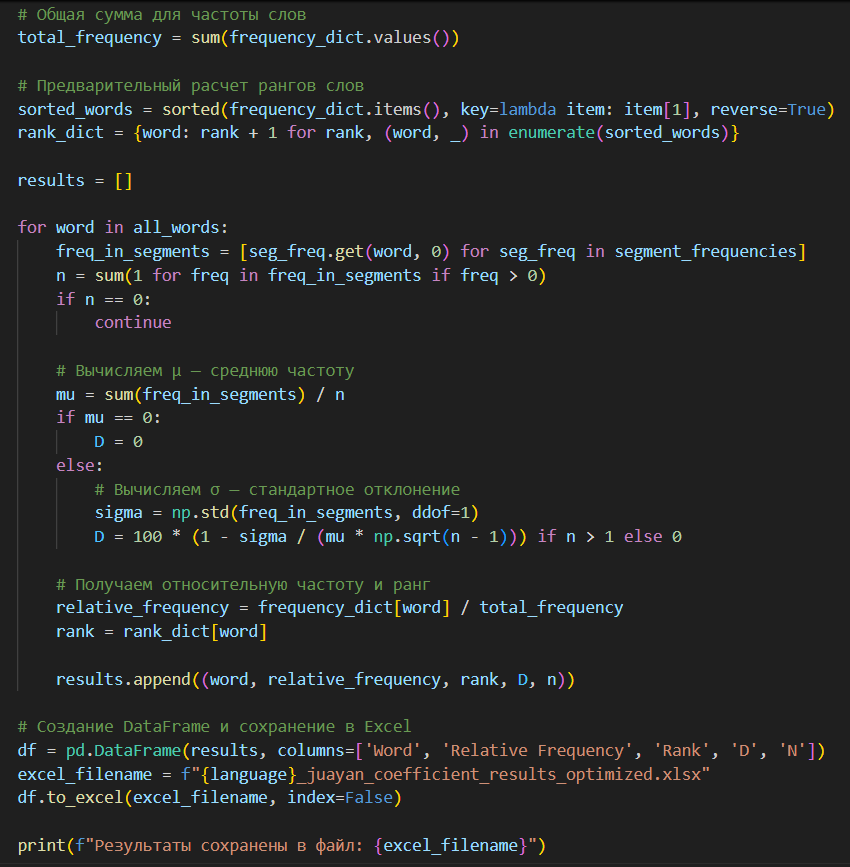 # Общая сумма для частоты слов
total_frequency = sum(frequency_dict.values())
# Предварительный расчет рангов слов
sorted_words = sorted(frequency_dict.items(), key=lambda item: item[1], reverse=True)
rank_dict = {word: rank + 1 for rank, (word, _) in enumerate(sorted_words)}
results = []
for word in all_words:
    freq_in_segments = [seg_freq.get(word, 0) for seg_freq in segment_frequencies]
    n = sum(1 for freq in freq_in_segments if freq > 0)
    if n == 0:
        continue
    # Вычисляем μ — среднюю частоту
    mu = sum(freq_in_segments) / n
    if mu == 0:
        D = 0
    else:
        # Вычисляем σ — стандартное отклонение
        sigma = np.std(freq_in_segments, ddof=1)
        D = 100 * (1 - sigma / (mu * np.sqrt(n - 1))) if n > 1 else 0
    # Получаем относительную частоту и ранг
    relative_frequency = frequency_dict[word] / total_frequency
    rank = rank_dict[word]
    results.append((word, relative_frequency, rank, D, n))
# Создание DataFrame и сохранение в Excel
df = pd.DataFrame(results, columns=['Word', 'Relative Frequency', 'Rank', 'D', 'N'])
excel_filename = f"{language}_juayan_coefficient_results_optimized.xlsx"
df.to_excel(excel_filename, index=False)
print(f"Результаты сохранены в файл: {excel_filename}")